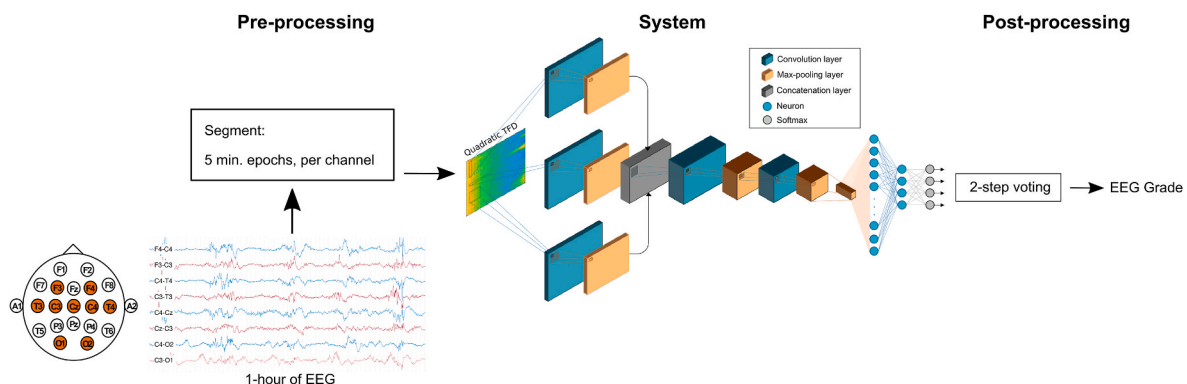 Pre-processing
System
Post-processing
Segment:
5 min. epochs, per channel
Quadratic TFD
Convolution layer
Max-pooling layer
Concatenation layer
Neuron
Softmax
2-step voting
EEG Grade
F1 F2
F7 F3 Fz F4 F8
A1 T3 C3 Cz C4 T4 A2
T5 P3 Pz P4 T6
O1 O2
F4-C4
F3-C3
C4-T4
C3-T3
C4-Cz
Cz-C3
C4-O2
C3-O1
1-hour of EEG